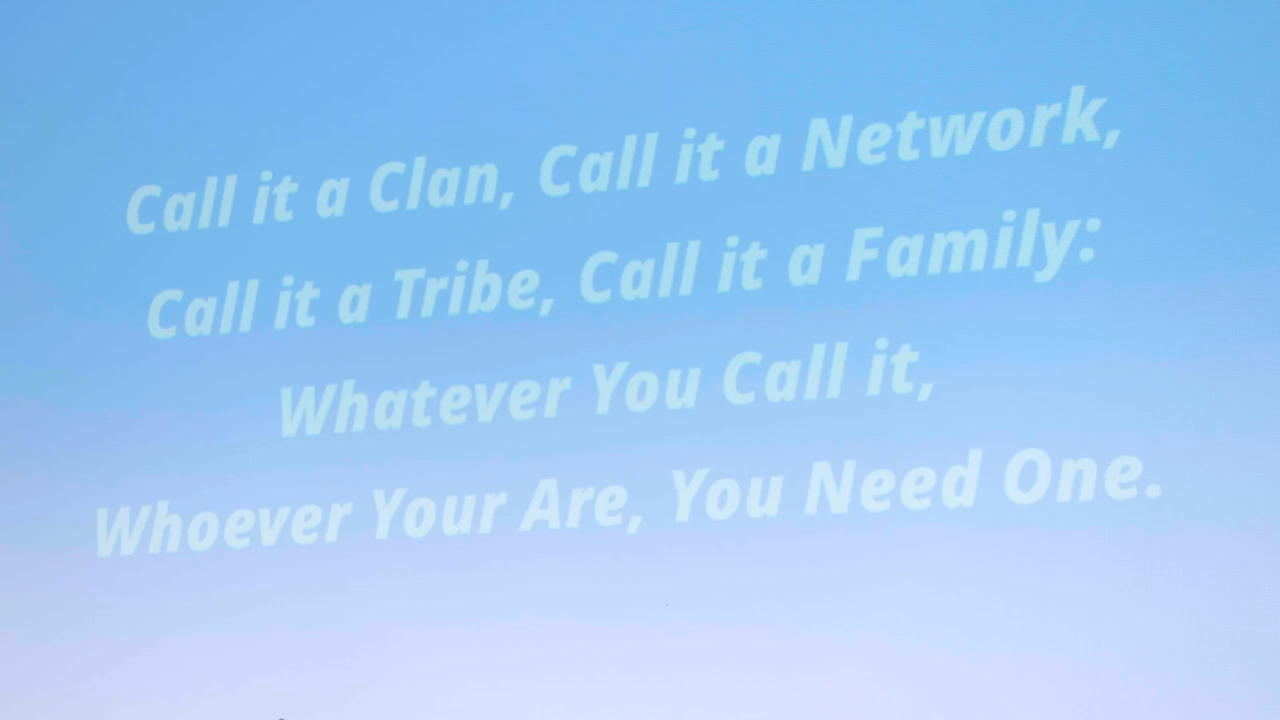 Call it a Clan, Call it a Network,
Call it a Tribe, Call it a Family:
Whatever You Call it,
Whoever Your Are, You Need One.